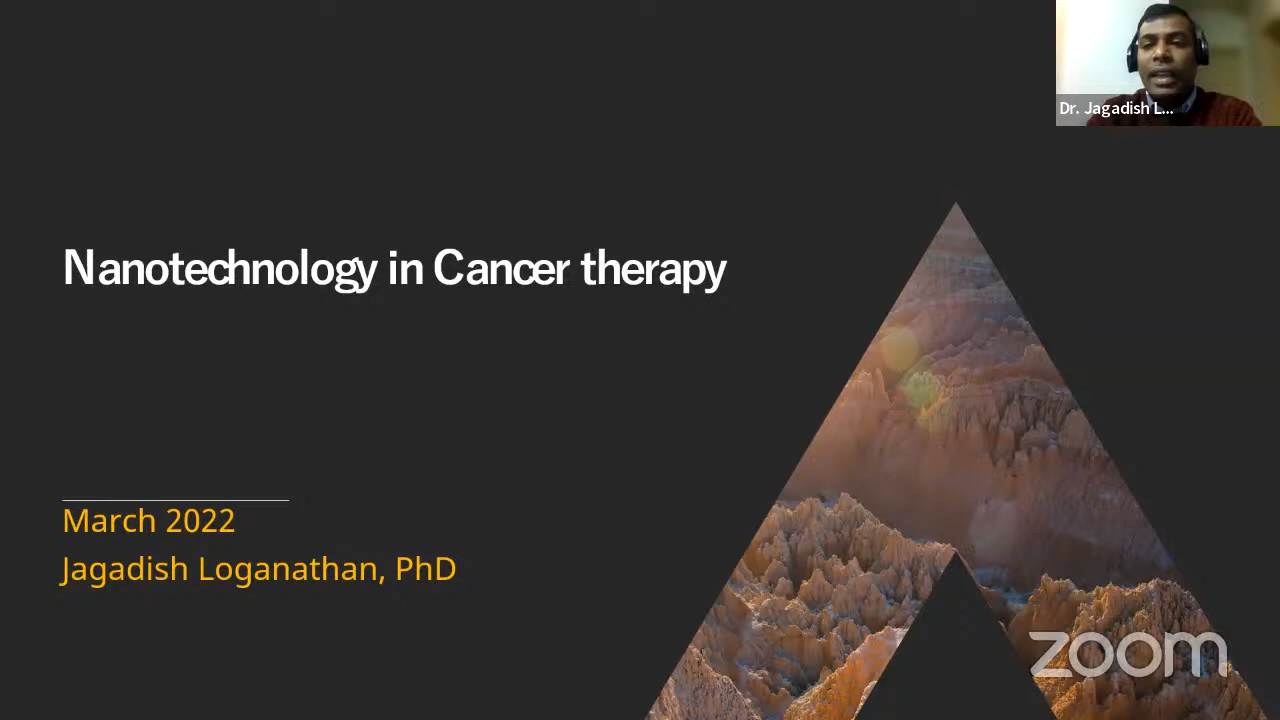 Dr. Jagadish L...
Nanotechnology in Cancer therapy
March 2022
Jagadish Loganathan, PhD
zoom